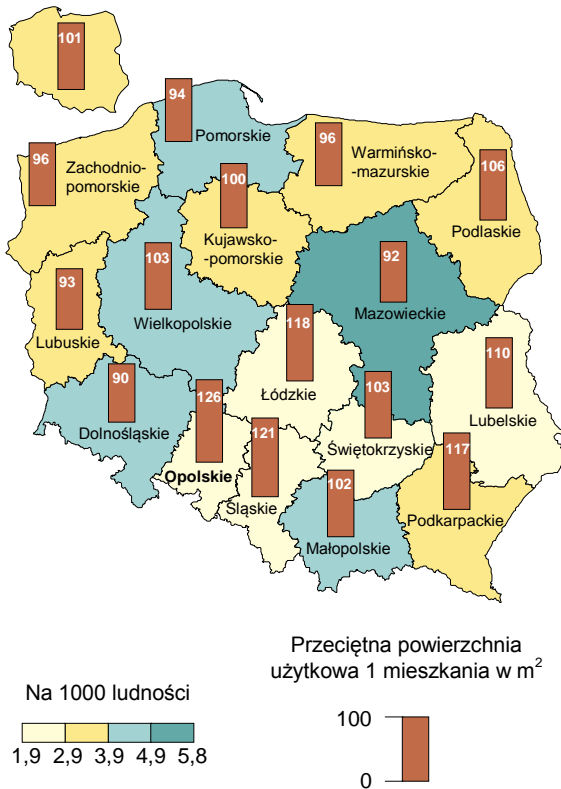 101
94
Pomorskie
96
Zachodnio-
pomorskie
96
Warmińsko-
-mazurskie
106
Podlaskie
100
Kujawsko-
-pomorskie
103
Wielkopolskie
92
Mazowieckie
93
Lubuskie
118
Łódzkie
110
Lubelskie
90
Dolnośląskie
126
Opolskie
103
Świętokrzyskie
121
Śląskie
117
Podkarpackie
102
Małopolskie
Przeciętna powierzchnia
użytkowa 1 mieszkania w m²
100
0
Na 1000 ludności
1,9 2,9 3,9 4,9 5,8